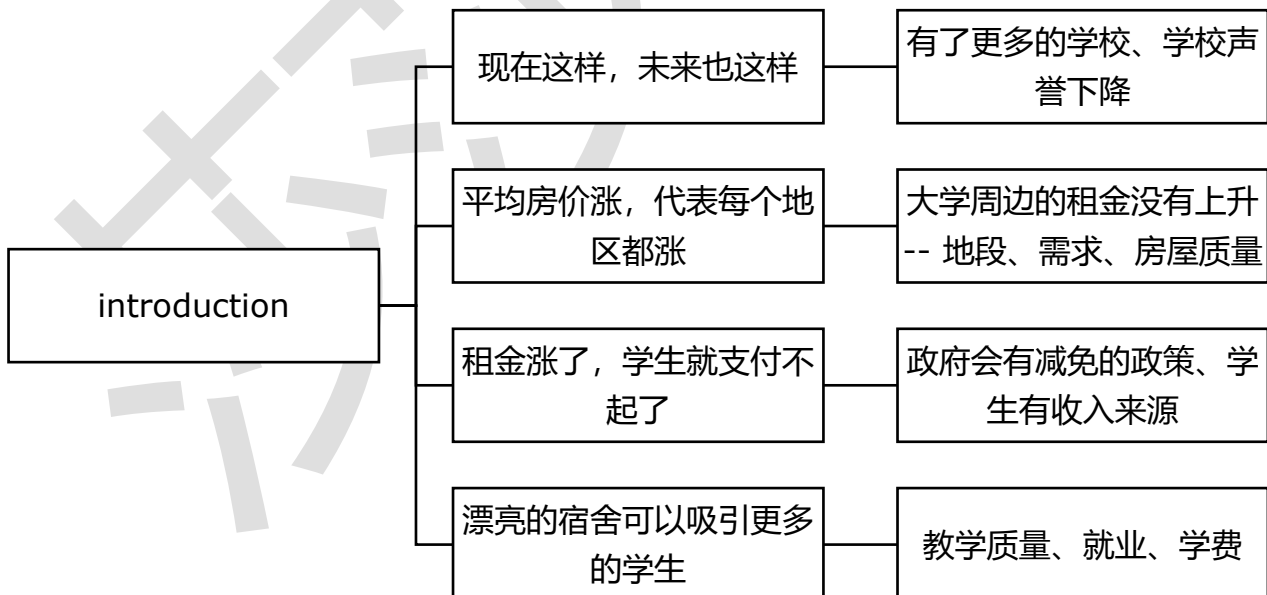 introduction
现在这样，未来也这样
有了更多的学校、学校声
誉下降
平均房价涨，代表每个地
区都涨
大学周边的租金没有上升
-- 地段、需求、房屋质量
租金涨了，学生就支付不
起了
政府会有减免的政策、学
生有收入来源
漂亮的宿舍可以吸引更多
的学生
教学质量、就业、学费